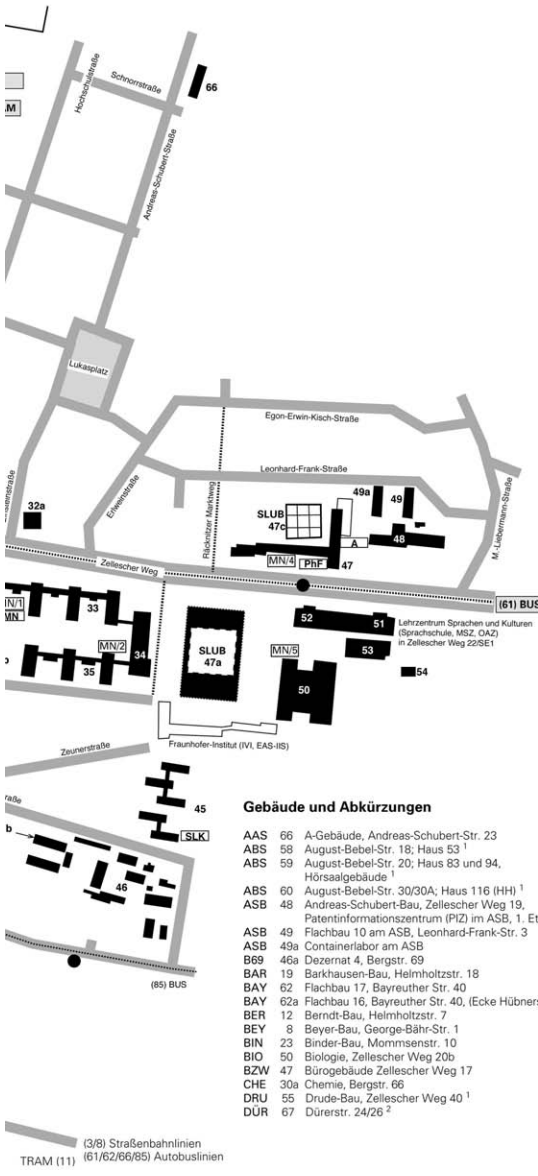 Hochschulstraße
Schnorrstraße
66
AM
Andreas-Schubert-Straße
Lukasplatz
Egon-Erwin-Kisch-Straße
Leonhard-Frank-Straße
Erlweinstraße
Räcknitzer Marktweg
M.-Liebermann-Straße
32a
SLUB
47c
49a
49
48
A
MN/4
PhF
47
Zellescher Weg
(61) BUS
MN
33
MN/2
34
35
SLUB
47a
52
51
53
54
MN/5
50
Lehrzentrum Sprachen und Kulturen
(Sprachschule, MSZ, OAZ)
in Zellescher Weg 22/SE1
Fraunhofer-Institut (IVI, EAS-IIS)
Zeunerstraße
45
SLK
b
46
(85) BUS
Gebäude und Abkürzungen
AAS 66 A-Gebäude, Andreas-Schubert-Str. 23
ABS 58 August-Bebel-Str. 18; Haus 53 ¹
ABS 59 August-Bebel-Str. 20; Haus 83 und 94,
Hörsaalgebäude ¹
ABS 60 August-Bebel-Str. 30/30A; Haus 116 (HH) ¹
ASB 48 Andreas-Schubert-Bau, Zellescher Weg 19,
Patentinformationszentrum (PIZ) im ASB, 1. Et
ASB 49 Flachbau 10 am ASB, Leonhard-Frank-Str. 3
ASB 49a Containerlabor am ASB
B69 46a Dezernat 4, Bergstr. 69
BAR 19 Barkhausen-Bau, Helmholtzstr. 18
BAY 62 Flachbau 17, Bayreuther Str. 40
BAY 62a Flachbau 16, Bayreuther Str. 40, (Ecke Hübners
BER 12 Berndt-Bau, Helmholtzstr. 7
BEY 8 Beyer-Bau, George-Bähr-Str. 1
BIN 23 Binder-Bau, Mommsenstr. 10
BIO 50 Biologie, Zellescher Weg 20b
BZW 47 Bürogebäude Zellescher Weg 17
CHE 30a Chemie, Bergstr. 66
DRU 55 Drude-Bau, Zellescher Weg 40 ¹
DÜR 67 Dürerstr. 24/26 ²
(3/8) Straßenbahnlinien
TRAM (11) (61/62/66/85) Autobuslinien